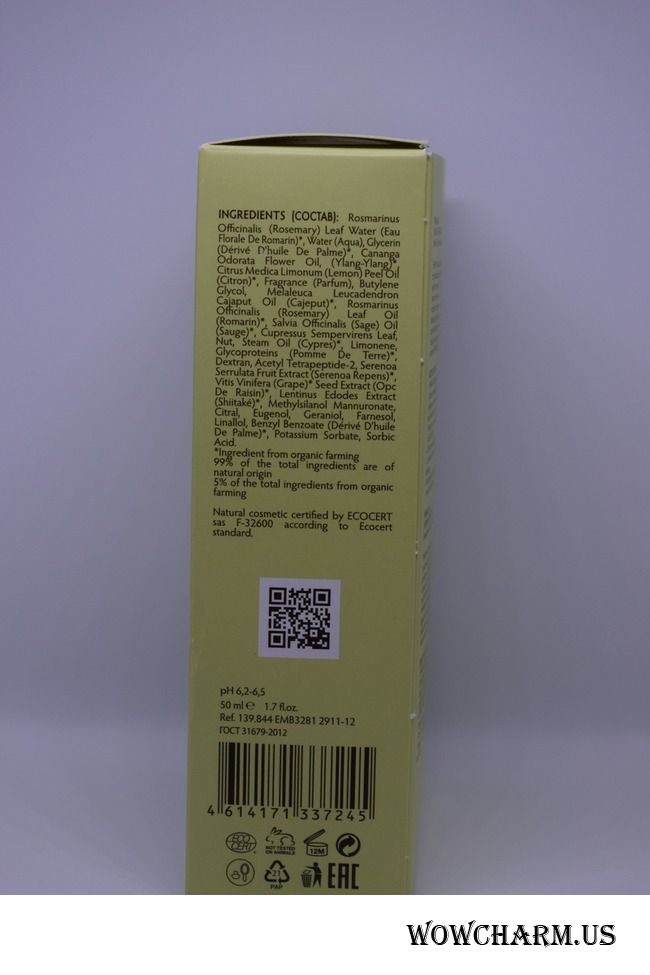 INGREDIENTS (СОСТАВ): Rosmarinus
Officinalis (Rosemary) Leaf Water (Eau
Florale De Romarin)*, Water (Aqua), Glycerin
(Dérivé D'huile De Palme)*, Cananga
Odorata Flower Oil, (Ylang-Ylang)*
Citrus Medica Limonum (Lemon) Peel Oil
(Citron)*, Fragrance (Parfum), Butylene
Glycol, Melaleuca Leucadendron
Cajaput Oil (Cajeput)*, Rosmarinus
Officinalis (Rosemary) Leaf Oil
(Romarin)*, Salvia Officinalis (Sage) Oil
(Sauge)*, Cupressus Sempervirens Leaf,
Nut, Steam Oil (Cypres)*, Limonene,
Glycoproteins (Pomme De Terre)*,
Dextran, Acetyl Tetrapeptide-2, Serenoa
Serrulata Fruit Extract (Serenoa Repens)*,
Vitis Vinifera (Grape)* Seed Extract (Opc
De Raisin)*, Lentinus Edodes Extract
(Shiitaké)*, Methylsilanol Mannuronate,
Citral, Eugenol, Geraniol, Farnesol,
Linallol, Benzyl Benzoate (Dérivé D'huile
De Palme)*, Potassium Sorbate, Sorbic
Acid.
*Ingredient from organic farming
99% of the total ingredients are of
natural origin
5% of the total ingredients from organic
farming
Natural cosmetic certified by ECOCERT
sas F-32600 according to Ecocert
standard.
pH 6,2-6,5
50 ml ℮ 1.7 fl.oz.
Ref. 139.844 EMB3281 2911-12
ГОСТ 31679-2012
4 614171 337245
ECO CERT
NOT TESTED ON ANIMALS
12M
21
PAP
EAC
WOWCHARM.US